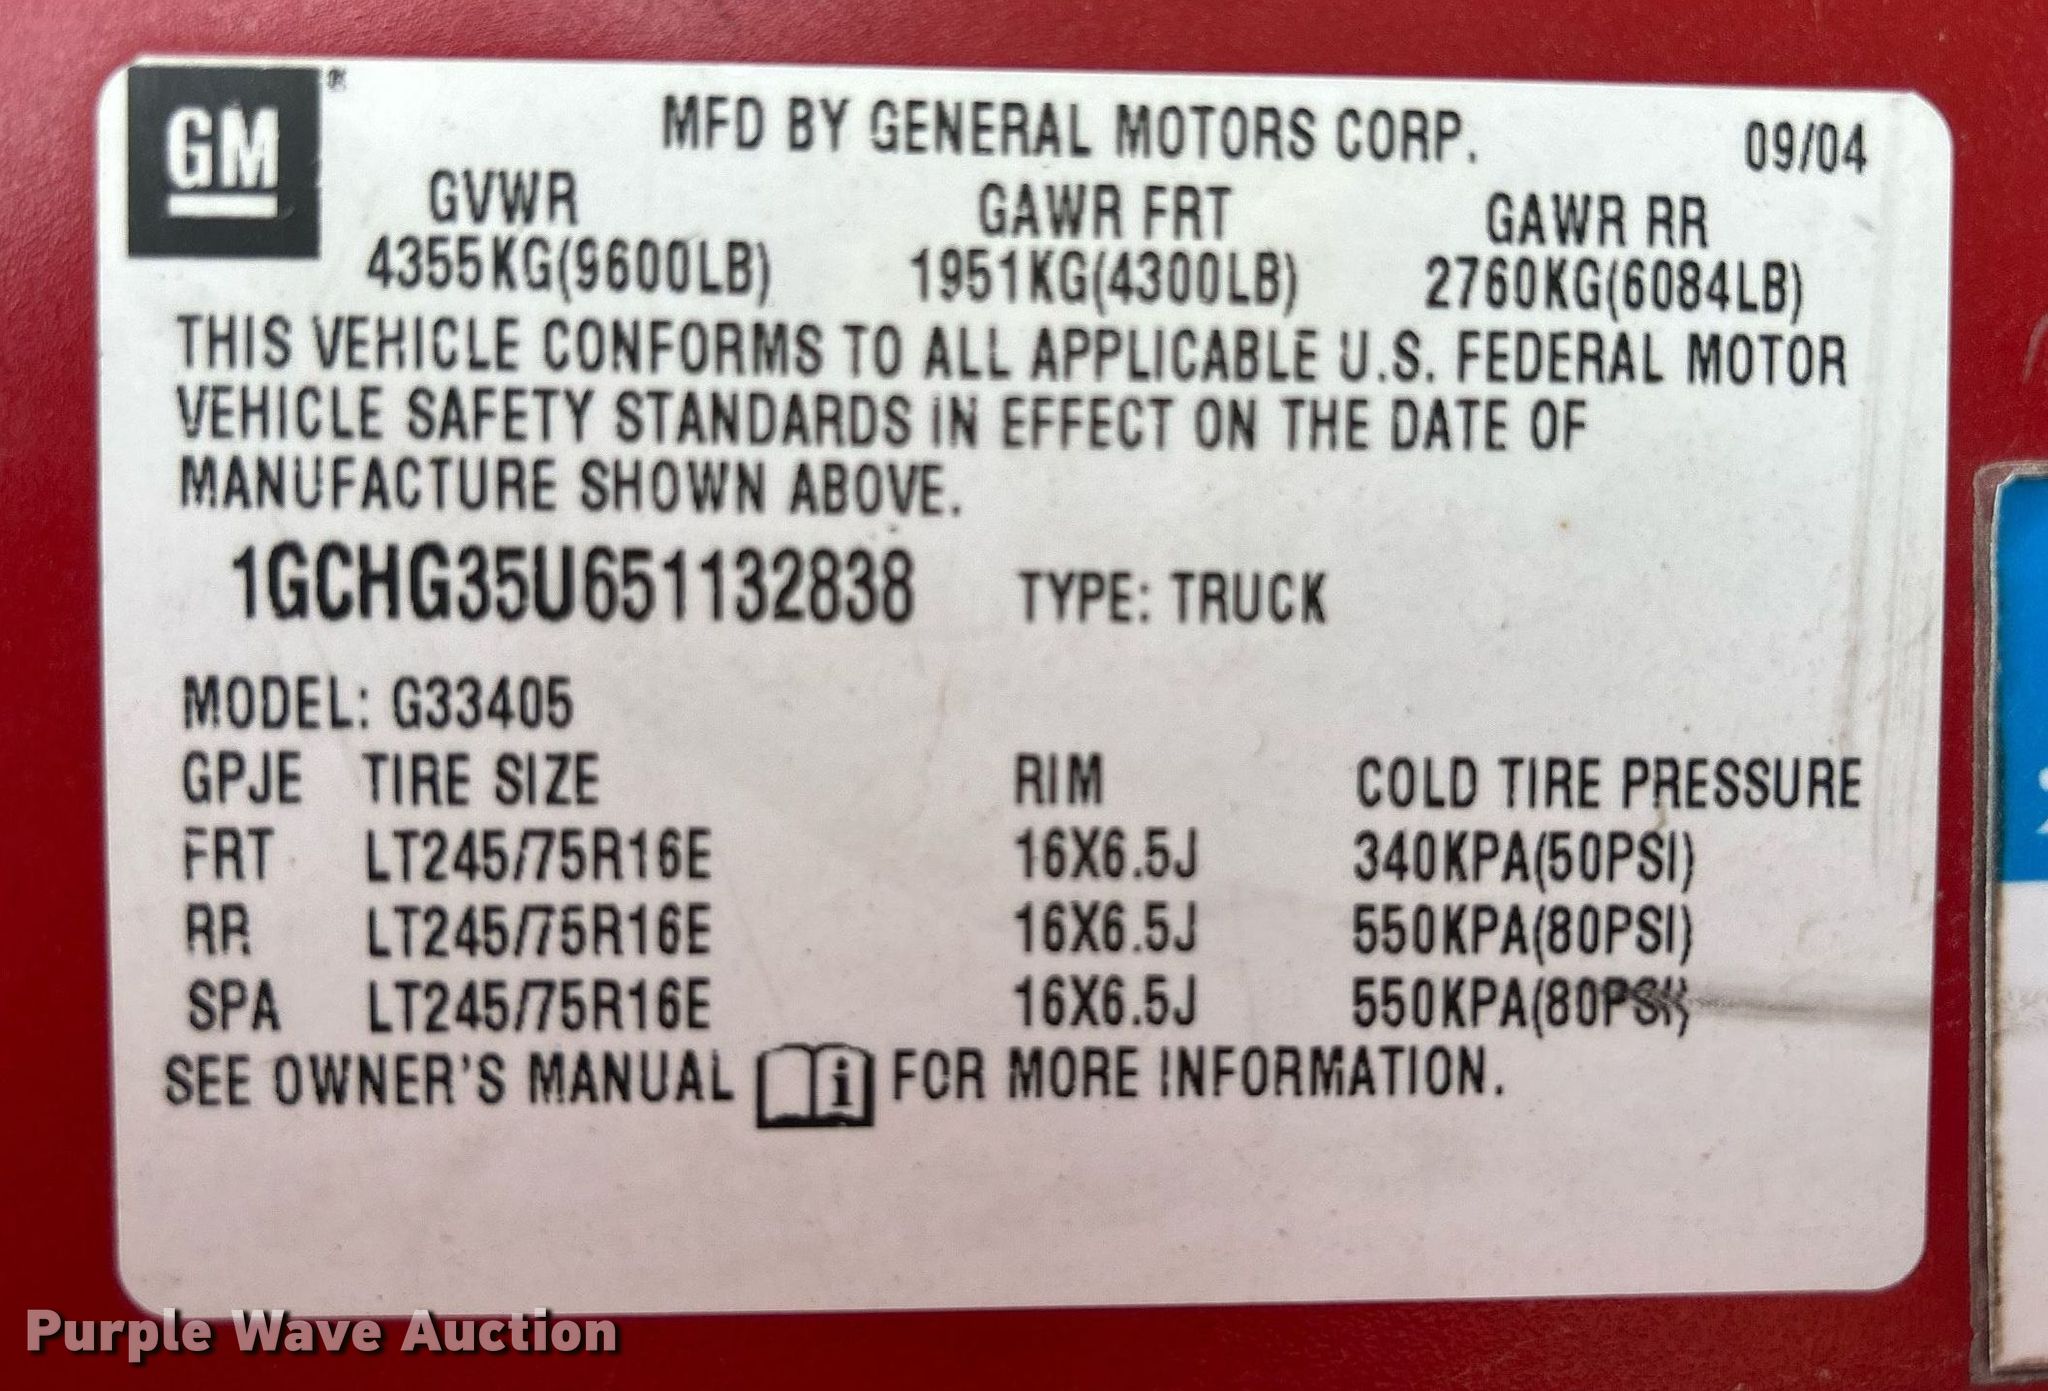 GM®
MFD BY GENERAL MOTORS CORP. 09/04
GVWR GAWR FRT GAWR RR
4355KG(9600LB) 1951KG(4300LB) 2760KG(6084LB)
THIS VEHICLE CONFORMS TO ALL APPLICABLE U.S. FEDERAL MOTOR
VEHICLE SAFETY STANDARDS IN EFFECT ON THE DATE OF
MANUFACTURE SHOWN ABOVE.
1GCHG35U651132838 TYPE: TRUCK
MODEL: G33405
GPJE TIRE SIZE RIM COLD TIRE PRESSURE
FRT LT245/75R16E 16X6.5J 340KPA(50PSI)
RR LT245/75R16E 16X6.5J 550KPA(80PSI)
SPA LT245/75R16E 16X6.5J 550KPA(80PSI)
SEE OWNER'S MANUAL i FOR MORE INFORMATION.
Purple Wave Auction